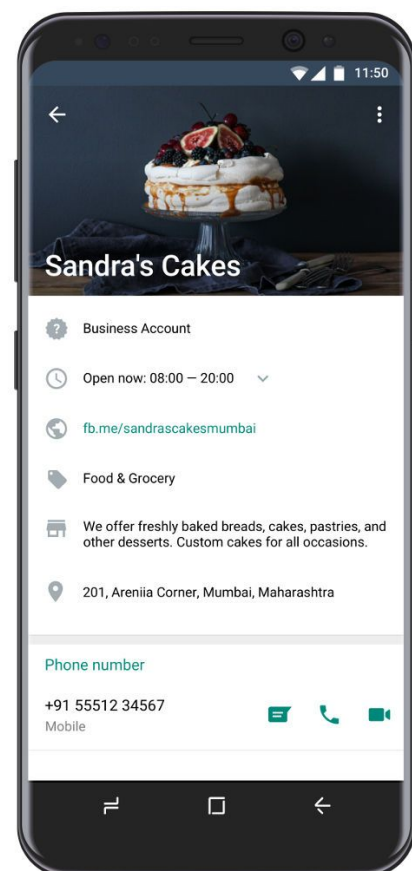 11:50
Sandra's Cakes
Business Account
Open now: 08:00 — 20:00
fb.me/sandrascakesmumbai
Food & Grocery
We offer freshly baked breads, cakes, pastries, and
other desserts. Custom cakes for all occasions.
201, Areniia Corner, Mumbai, Maharashtra
Phone number
+91 55512 34567
Mobile